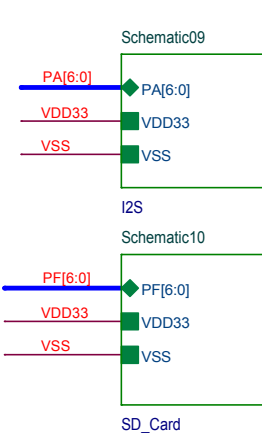 Schematic09
PA[6:0] PA[6:0]
VDD33 VDD33
VSS VSS
I2S
Schematic10
PF[6:0] PF[6:0]
VDD33 VDD33
VSS VSS
SD_Card